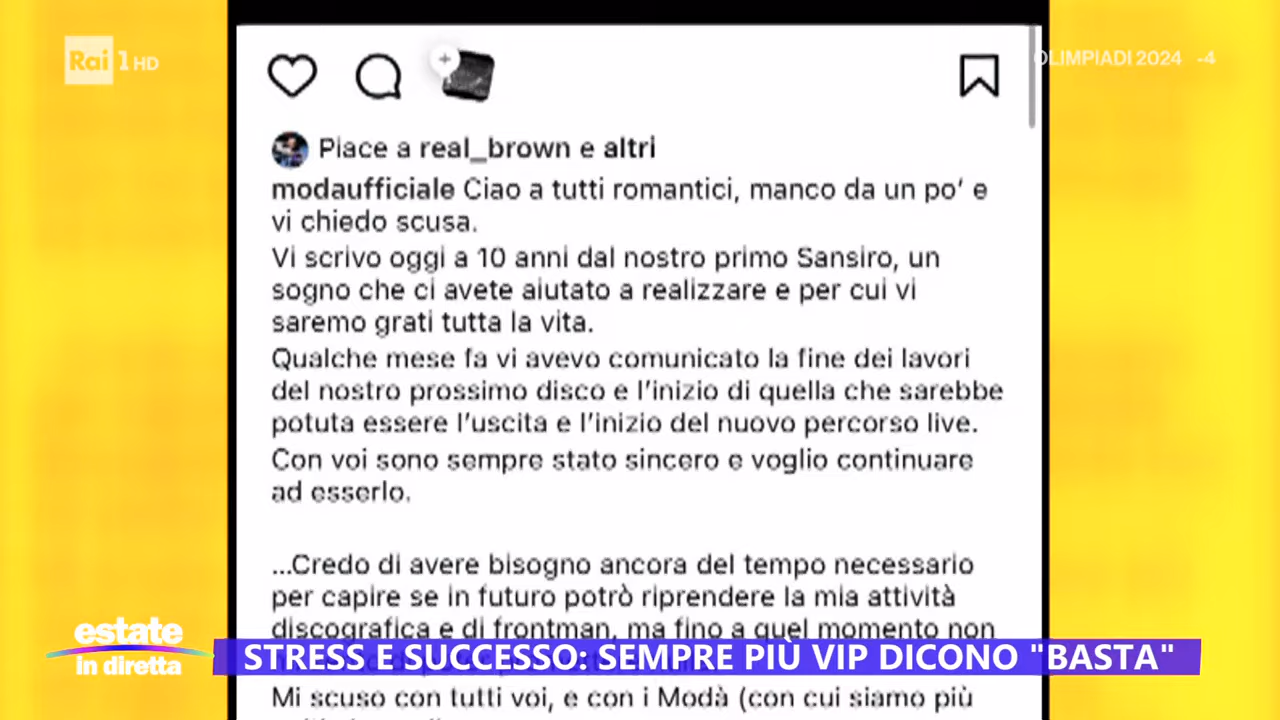 Rai 1 HD
OLIMPIADI 2024 -4
Piace a real_brown e altri
modaufficiale Ciao a tutti romantici, manco da un po' e
vi chiedo scusa.
Vi scrivo oggi a 10 anni dal nostro primo Sansiro, un
sogno che ci avete aiutato a realizzare e per cui vi
saremo grati tutta la vita.
Qualche mese fa vi avevo comunicato la fine dei lavori
del nostro prossimo disco e l'inizio di quella che sarebbe
potuta essere l'uscita e l'inizio del nuovo percorso live.
Con voi sono sempre stato sincero e voglio continuare
ad esserlo.
...Credo di avere bisogno ancora del tempo necessario
per capire se in futuro potrò riprendere la mia attività
discografica e di frontman, ma fino a quel momento non
estate
in diretta
STRESS E SUCCESSO: SEMPRE PIÙ VIP DICONO "BASTA"
Mi scuso con tutti voi, e con i Modà (con cui siamo più